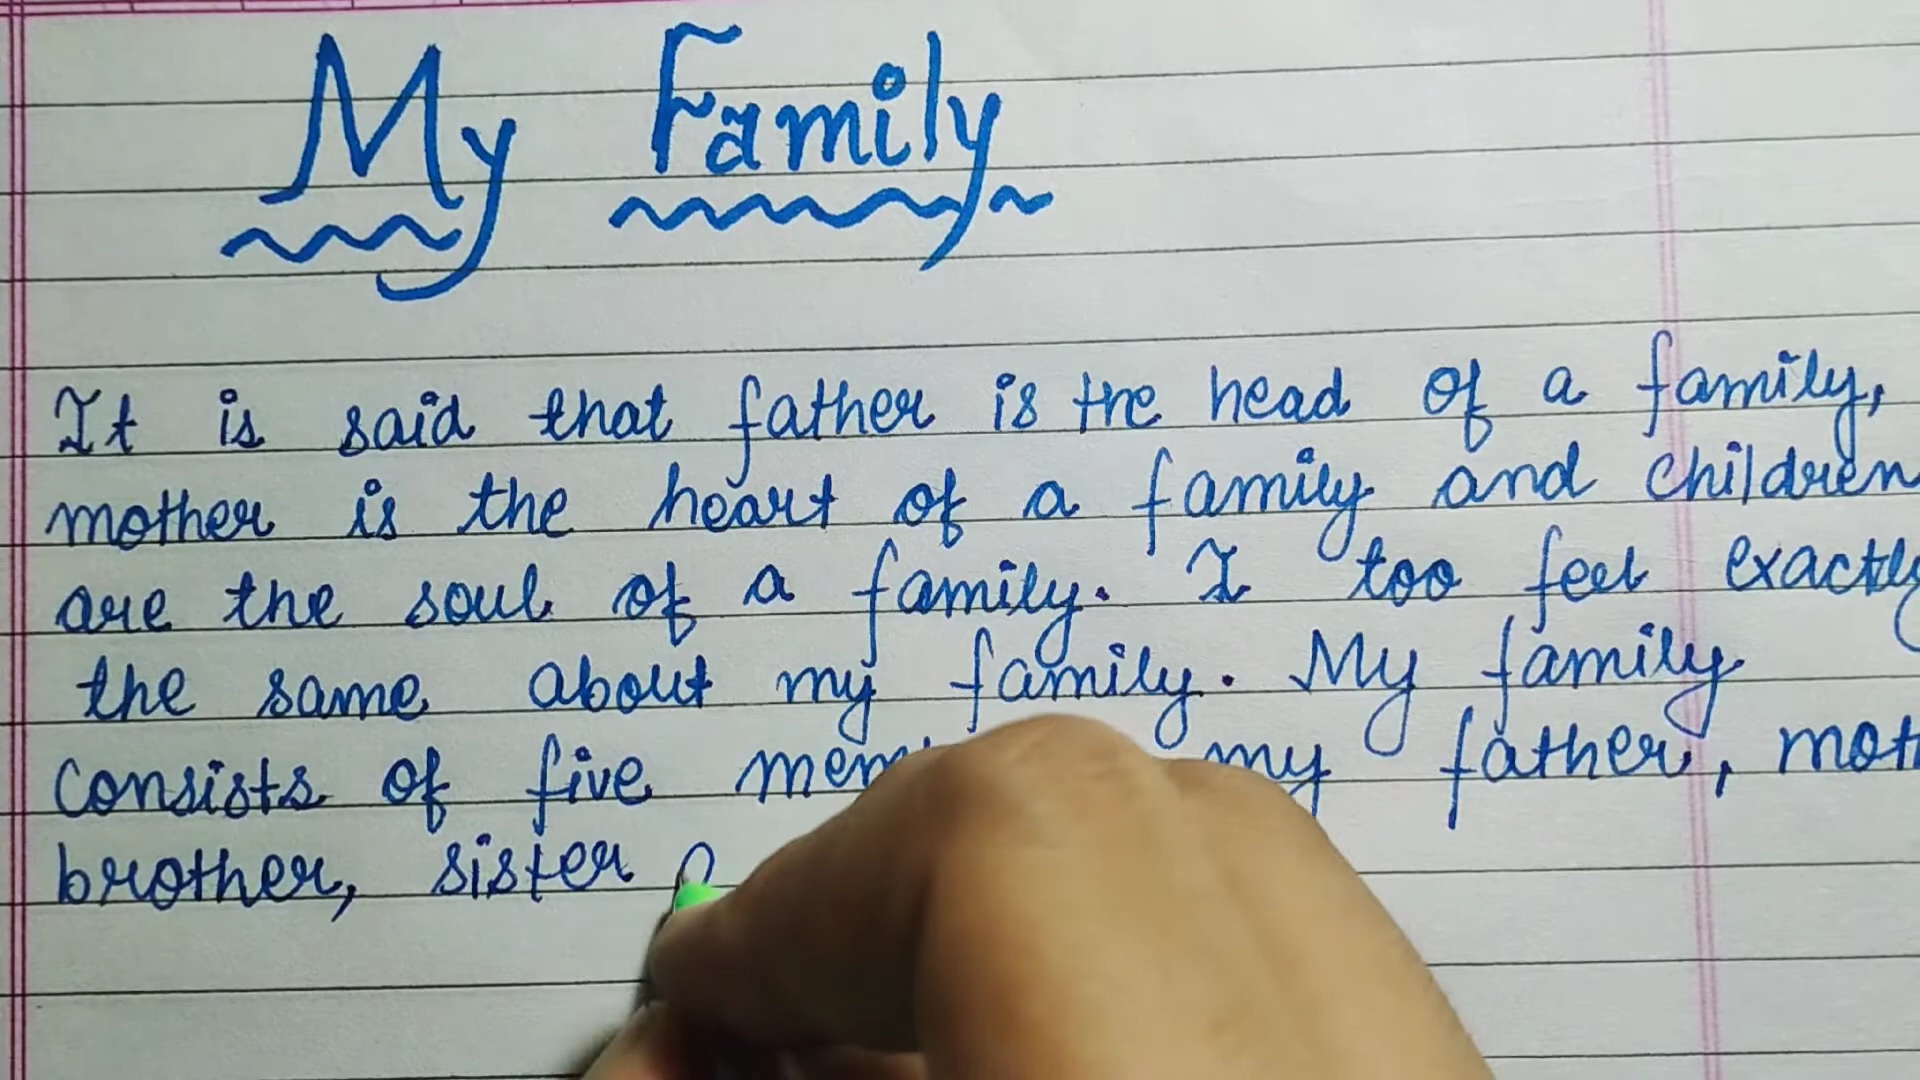 My Family
It is said that father is the head of a family,
mother is the heart of a family and children
are the soul of a family. I too feel exactly
the same about my family. My family
consists of five my father,
brother, sister